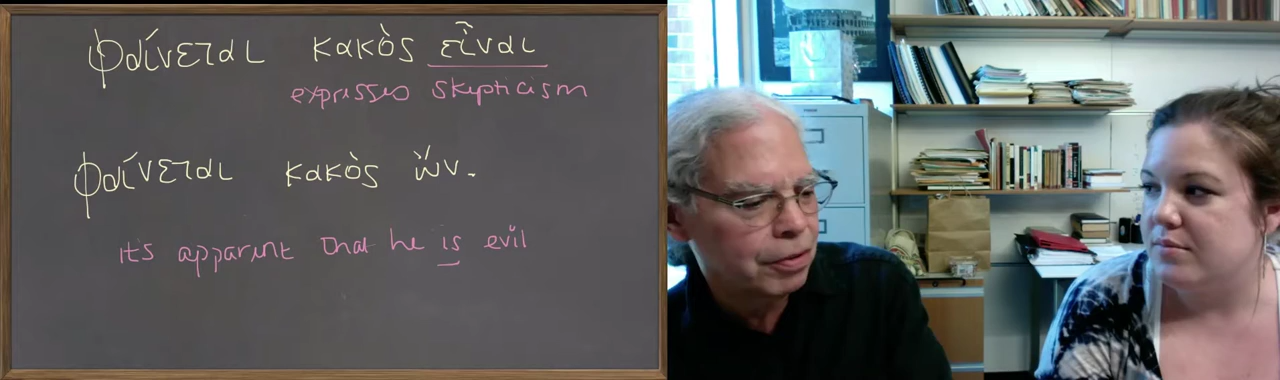 φαίνεται κακὸς εἶναι
expresses skepticism
φαίνεται κακὸς ὤν.
it's apparent that he is evil